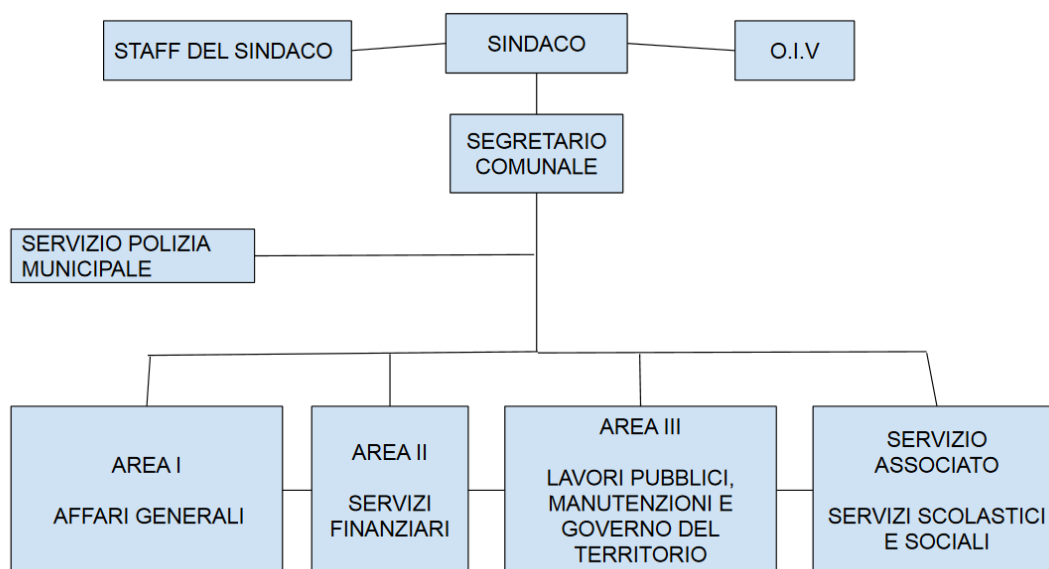 STAFF DEL SINDACO
SINDACO
O.I.V
SEGRETARIO
COMUNALE
SERVIZIO POLIZIA
MUNICIPALE
AREA I
AFFARI GENERALI
AREA II
SERVIZI
FINANZIARI
AREA III
LAVORI PUBBLICI,
MANUTENZIONI E
GOVERNO DEL
TERRITORIO
SERVIZIO
ASSOCIATO
SERVIZI SCOLASTICI
E SOCIALI